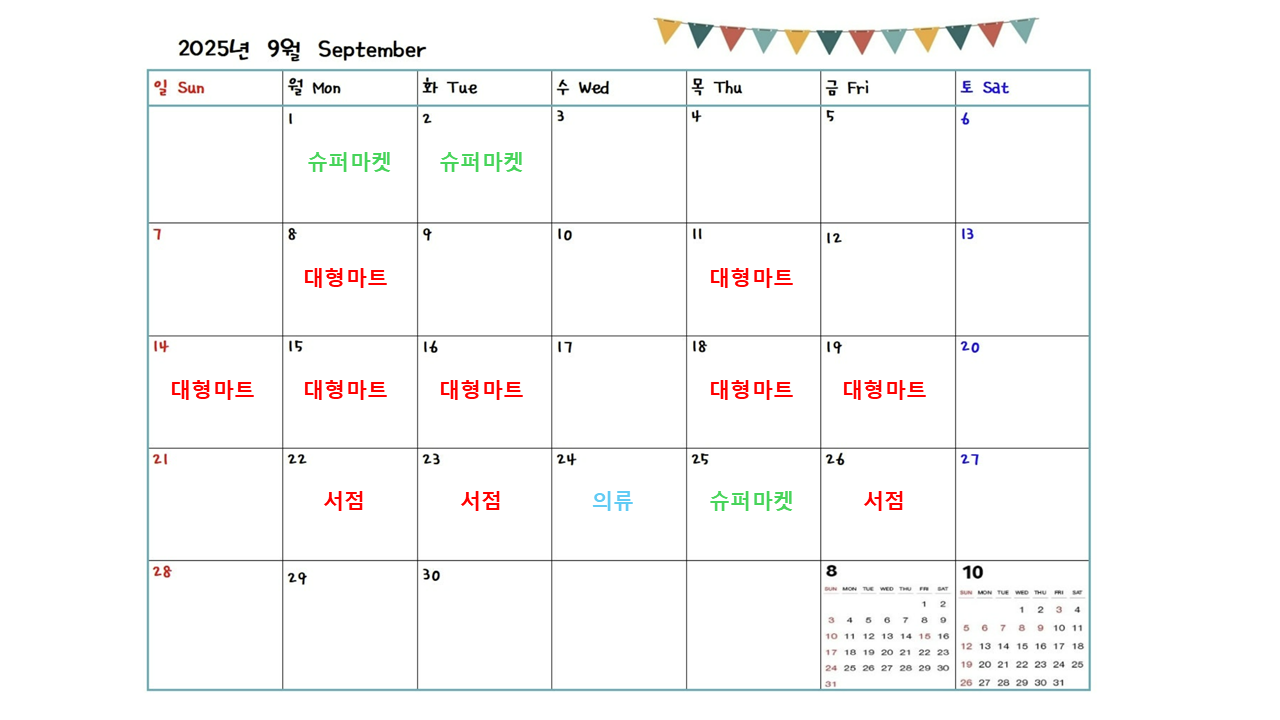 2025년 9월 September
일 Sun 월 Mon 화 Tue 수 Wed 목 Thu 금 Fri 토 Sat
1 2 3 4 5 6
슈퍼마켓 슈퍼마켓
7 8 9 10 11 12 13
대형마트 대형마트
14 15 16 17 18 19 20
대형마트 대형마트 대형마트 대형마트 대형마트
21 22 23 24 25 26 27
서점 서점 의류 슈퍼마켓 서점
28 29 30
8
SUN MON TUE WED THU FRI SAT
1 2
3 4 5 6 7 8 9
10 11 12 13 14 15 16
17 18 19 20 21 22 23
24 25 26 27 28 29 30
31
10
SUN MON TUE WED THU FRI SAT
1 2 3 4
5 6 7 8 9 10 11
12 13 14 15 16 17 18
19 20 21 22 23 24 25
26 27 28 29 30 31